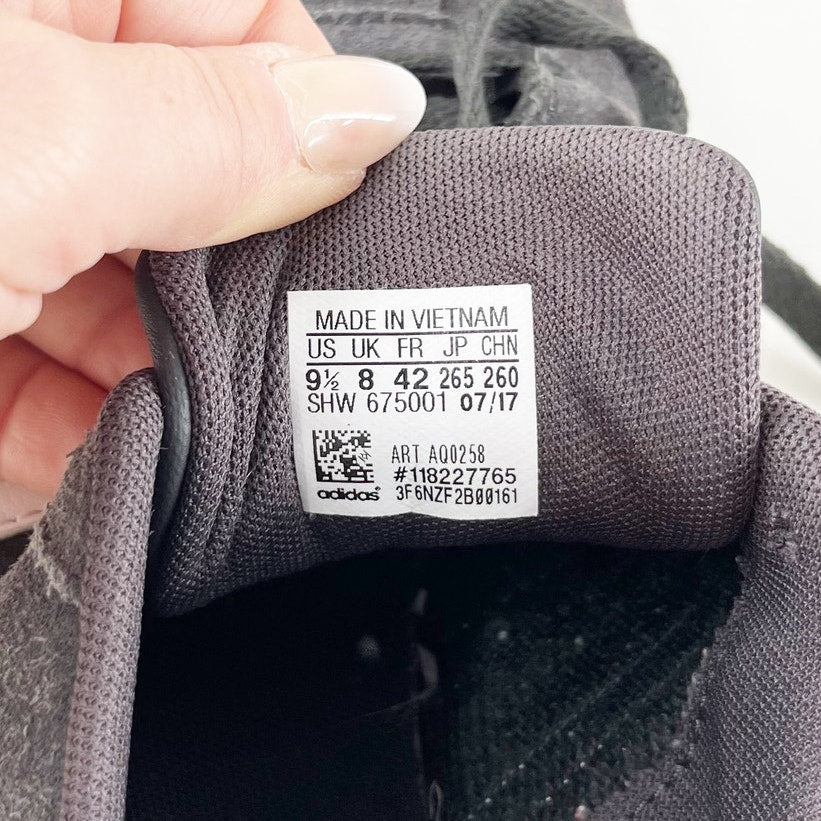 MADE IN VIETNAM
US UK FR JP CHN
9½ 8 42 265 260
SHW 675001 07/17
ART AQ0258
#118227765
adidas® 3F6NZF2B00161